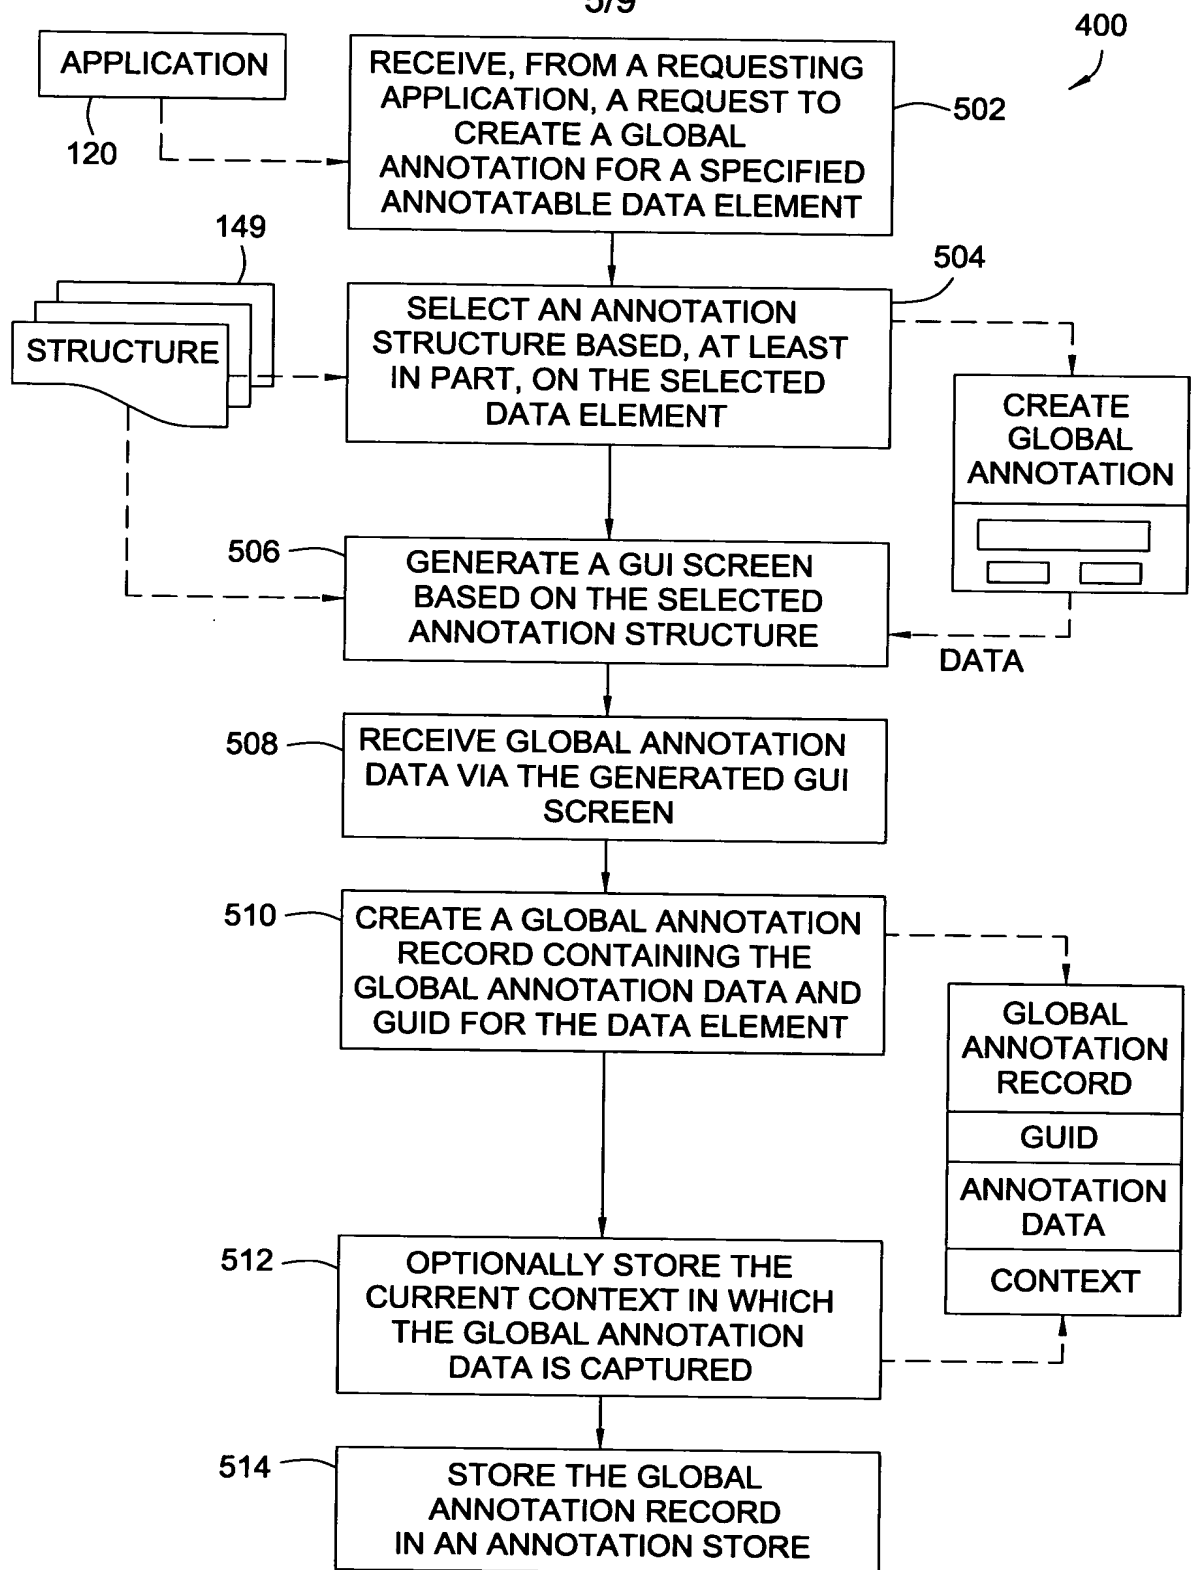 5/9
400
APPLICATION
120
RECEIVE, FROM A REQUESTING
APPLICATION, A REQUEST TO
CREATE A GLOBAL
ANNOTATION FOR A SPECIFIED
ANNOTATABLE DATA ELEMENT
502
149
STRUCTURE
SELECT AN ANNOTATION
STRUCTURE BASED, AT LEAST
IN PART, ON THE SELECTED
DATA ELEMENT
504
CREATE
GLOBAL
ANNOTATION
506
GENERATE A GUI SCREEN
BASED ON THE SELECTED
ANNOTATION STRUCTURE
DATA
508
RECEIVE GLOBAL ANNOTATION
DATA VIA THE GENERATED GUI
SCREEN
510
CREATE A GLOBAL ANNOTATION
RECORD CONTAINING THE
GLOBAL ANNOTATION DATA AND
GUID FOR THE DATA ELEMENT
GLOBAL
ANNOTATION
RECORD
GUID
ANNOTATION
DATA
CONTEXT
512
OPTIONALLY STORE THE
CURRENT CONTEXT IN WHICH
THE GLOBAL ANNOTATION
DATA IS CAPTURED
514
STORE THE GLOBAL
ANNOTATION RECORD
IN AN ANNOTATION STORE